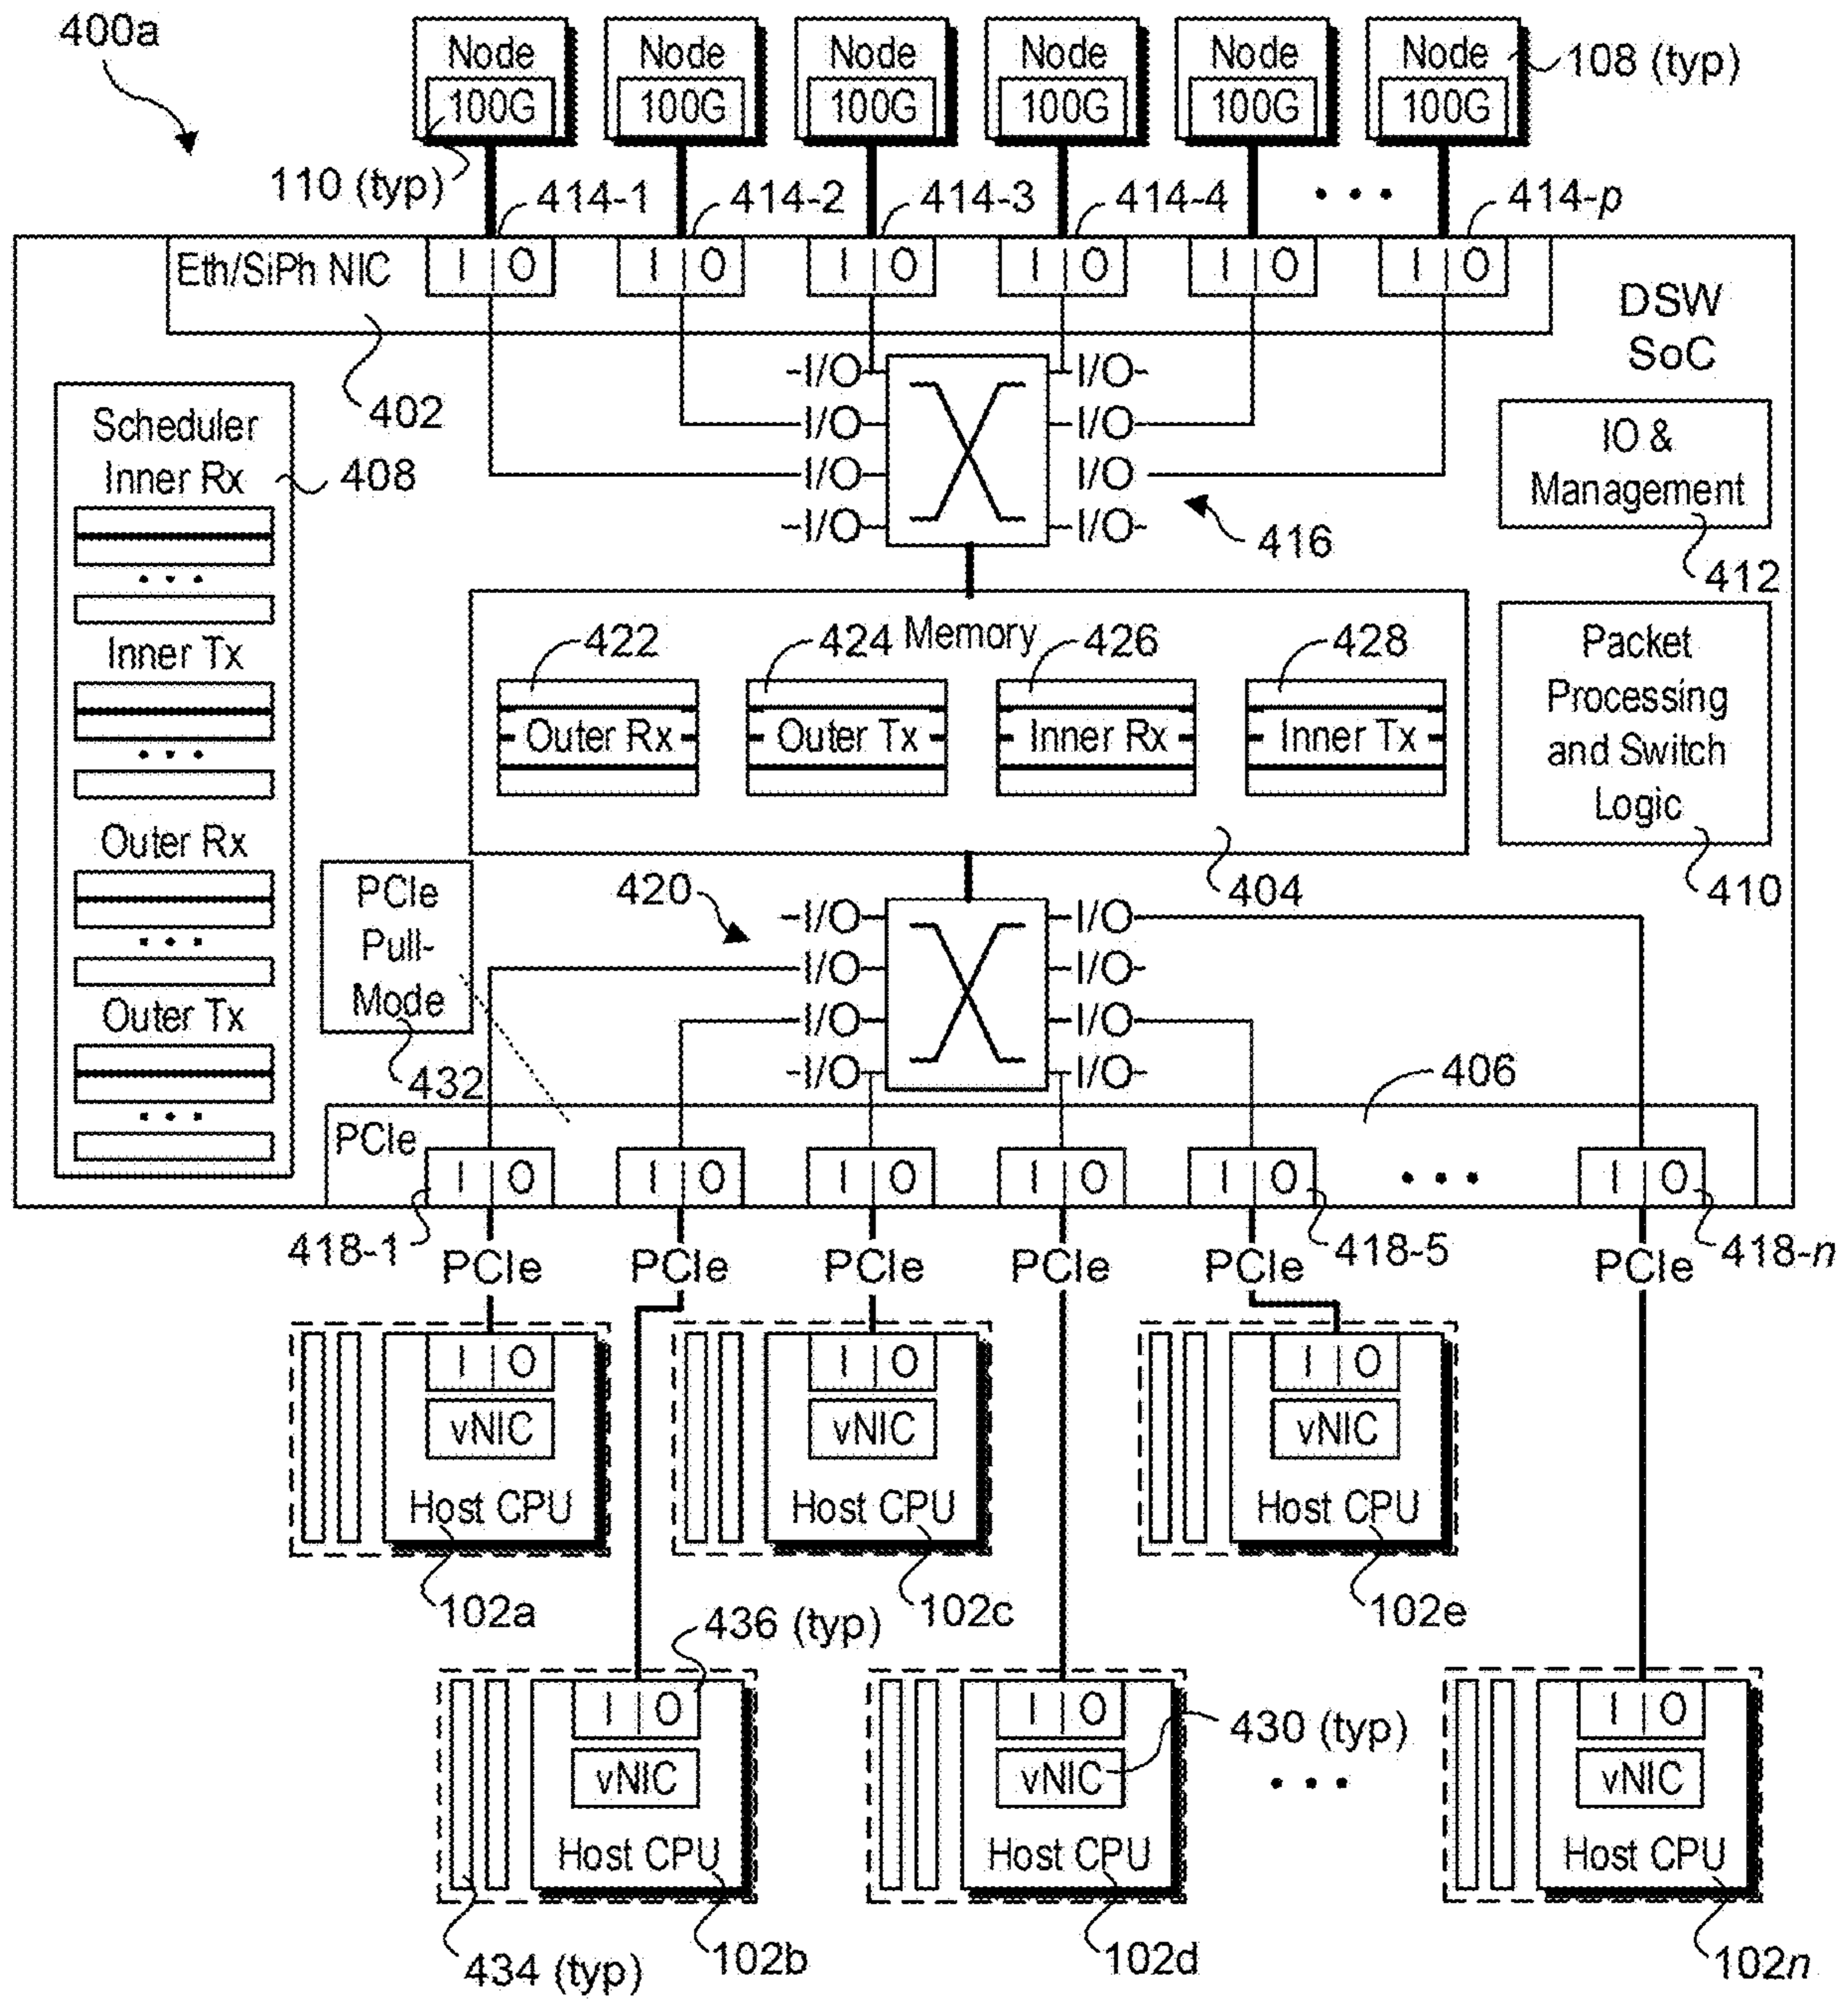 400a
Node Node Node Node Node Node
100G 100G 100G 100G 100G 100G
108 (typ)
110 (typ)
414-1 414-2 414-3 414-4 • • • 414-p
Eth/SiPh NIC I O I O I O I O I O I O
DSW
SoC
402
-I/O I/O-
I/O I/O
I/O I/O
-I/O I/O-
416
Scheduler
Inner Rx
408
• • •
Inner Tx
• • •
Outer Rx
• • •
Outer Tx
• • •
IO &
Management
412
Memory
422 424 426 428
Outer Rx Outer Tx Inner Rx Inner Tx
404
Packet
Processing
and Switch
Logic
410
PCIe
Pull-
Mode
432
420
-I/O I/O
I/O I/O-
I/O I/O
-I/O I/O-
406
PCIe
I O I O I O I O I O • • • I O
418-1 418-5 418-n
PCIe PCIe PCIe PCIe PCIe PCIe
I O I O I O
vNIC vNIC vNIC
Host CPU Host CPU Host CPU
102a 102c 102e
436 (typ)
I O I O I O
430 (typ)
vNIC vNIC • • • vNIC
Host CPU Host CPU Host CPU
434 (typ) 102b 102d 102n